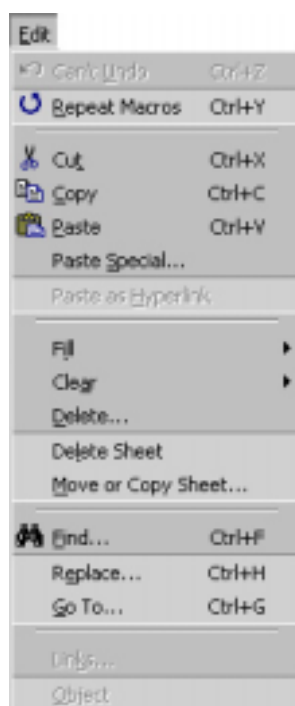 Edit
Can't Undo Ctrl+Z
Repeat Macros Ctrl+Y
Cut Ctrl+X
Copy Ctrl+C
Paste Ctrl+V
Paste Special...
Paste as Hyperlink
Fill
Clear
Delete...
Delete Sheet
Move or Copy Sheet...
Find... Ctrl+F
Replace... Ctrl+H
Go To... Ctrl+G
Links...
Object